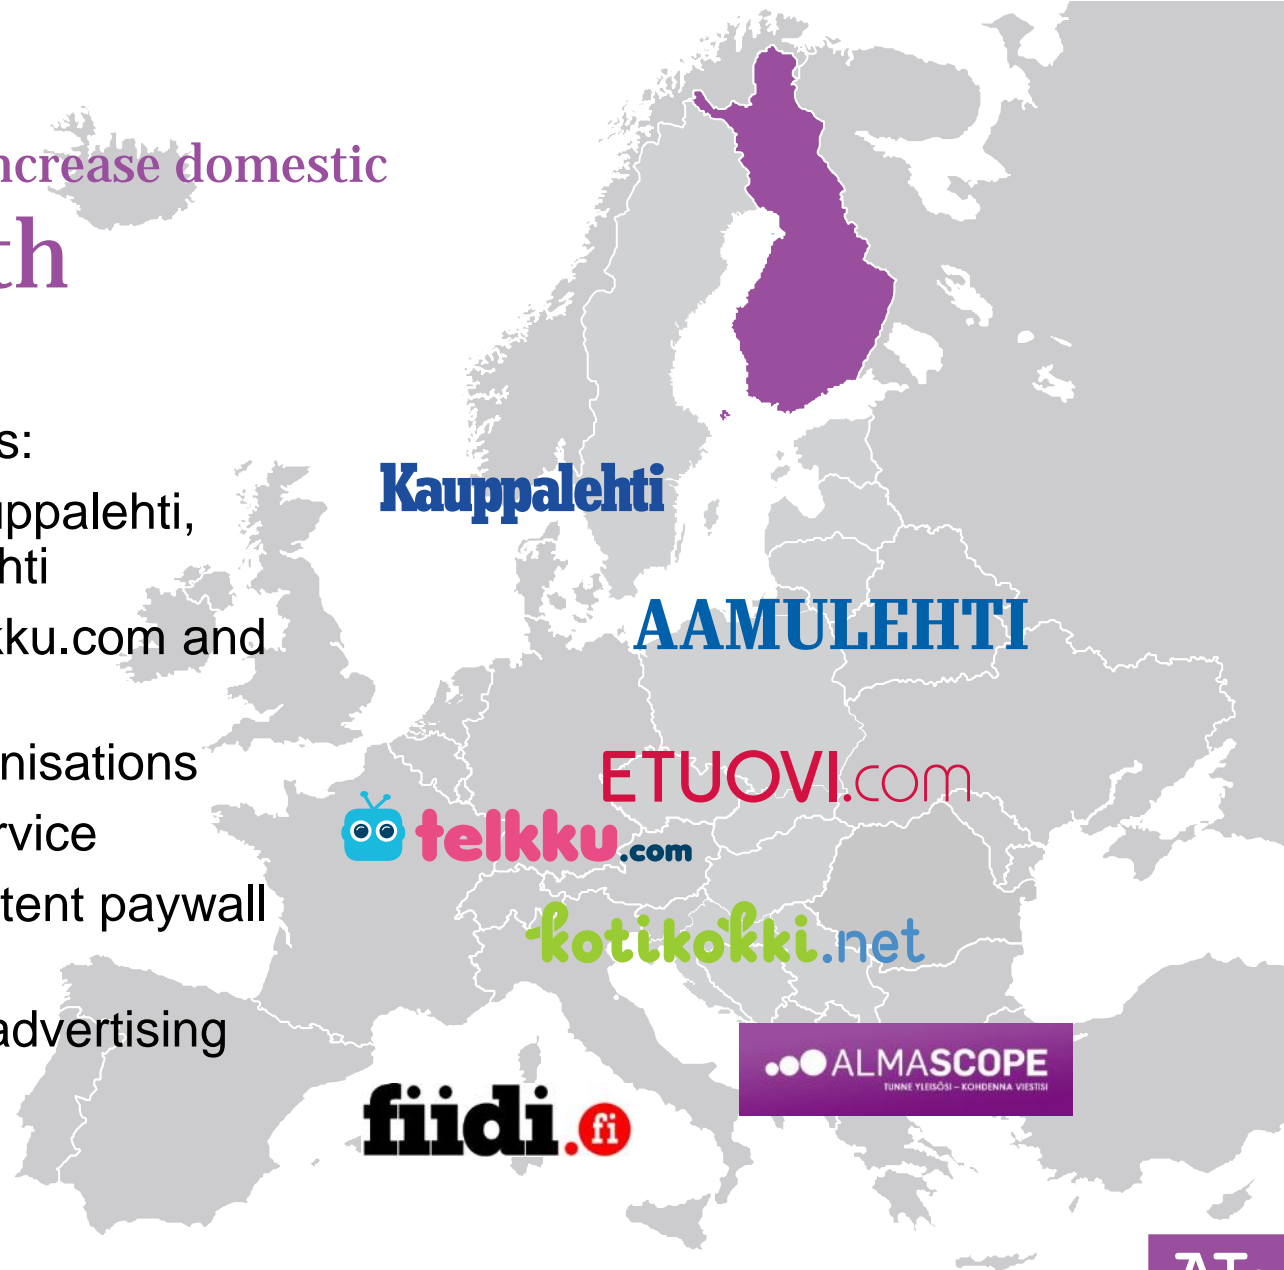 ncrease domestic
th
s:
uppalehti,
hti
kku.com and
nisations
rvice
tent paywall
advertising
Kauppalehti
AAMULEHTI
ETUOVI.com
telkku.com
kotikokki.net
ALMASCOPE
TUNNE YLEISÖSI – KOHDENNA VIESTISI
fiidi.fi